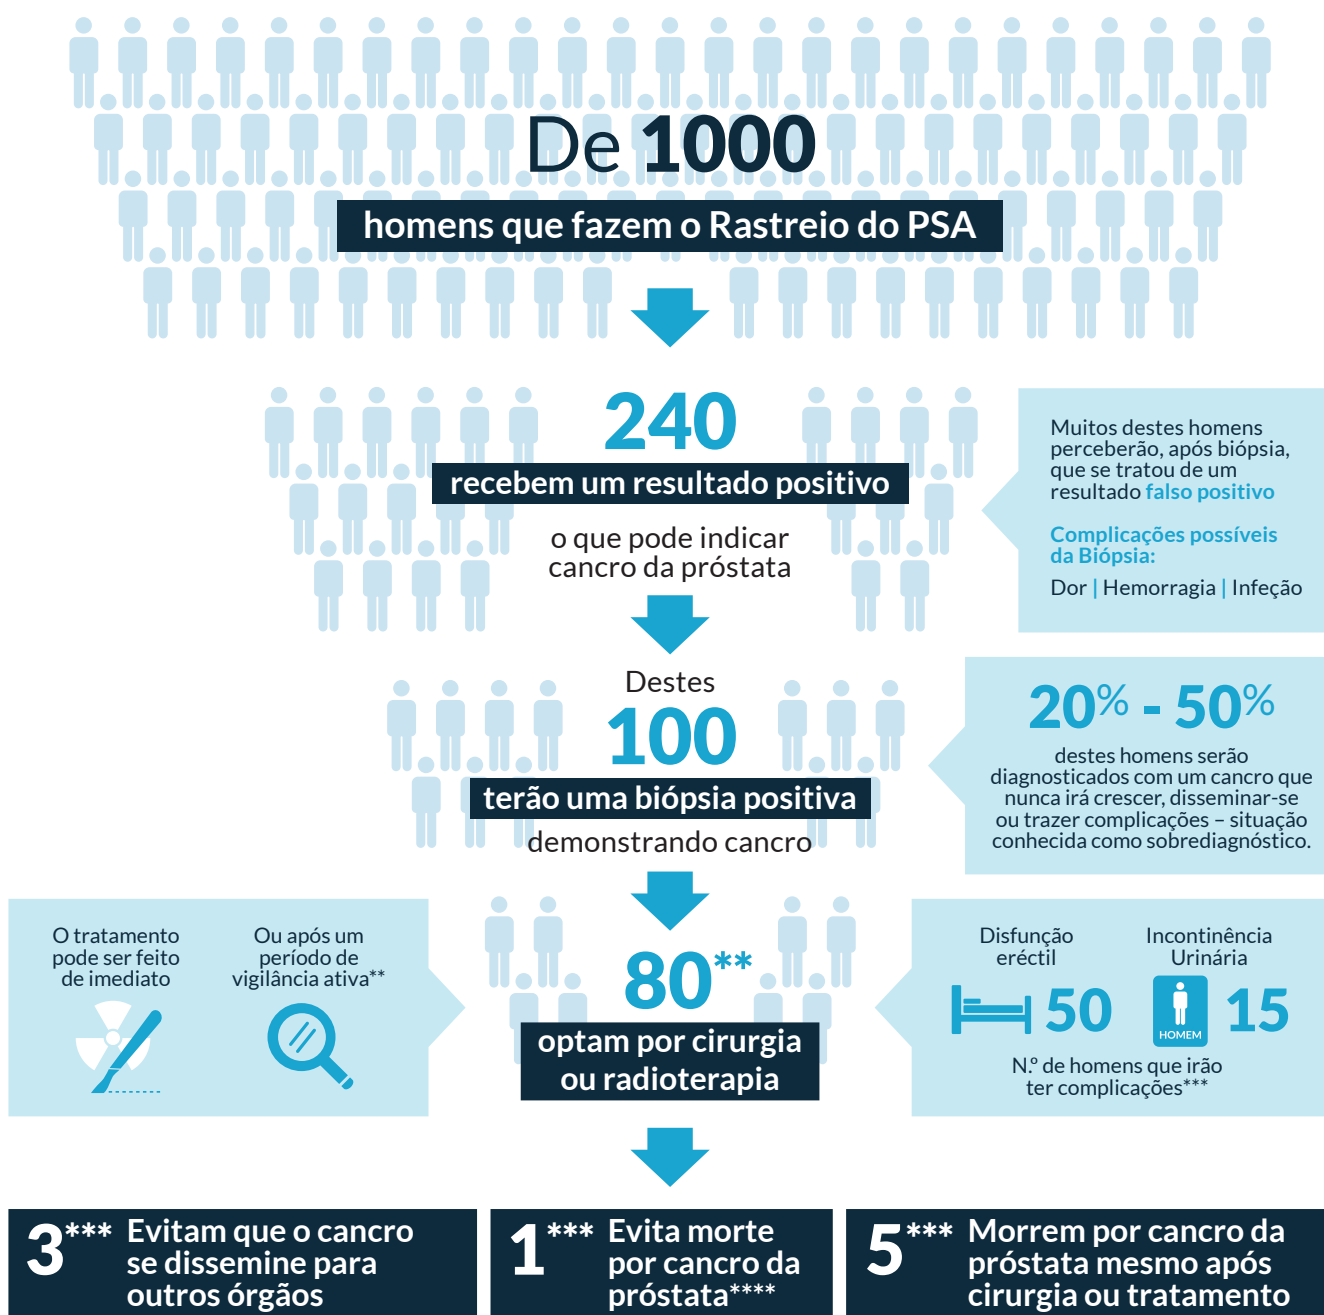 De 1000
homens que fazem o Rastreio do PSA
240
recebem um resultado positivo
o que pode indicar
cancro da próstata
Muitos destes homens
perceberão, após biópsia,
que se tratou de um
resultado falso positivo
Complicações possíveis
da Biópsia:
Dor | Hemorragia | Infeção
Destes
100
terão uma biópsia positiva
demonstrando cancro
20% - 50%
destes homens serão
diagnosticados com um cancro que
nunca irá crescer, disseminar-se
ou trazer complicações – situação
conhecida como sobrediagnóstico.
O tratamento
pode ser feito
de imediato
Ou após um
período de
vigilância ativa**
80**
optam por cirurgia
ou radioterapia
Disfunção
eréctil
50
Incontinência
Urinária
HOMEM
15
N.º de homens que irão
ter complicações***
3*** Evitam que o cancro
se dissemine para
outros órgãos
1*** Evita morte
por cancro da
próstata****
5*** Morrem por cancro da
próstata mesmo após
cirurgia ou tratamento